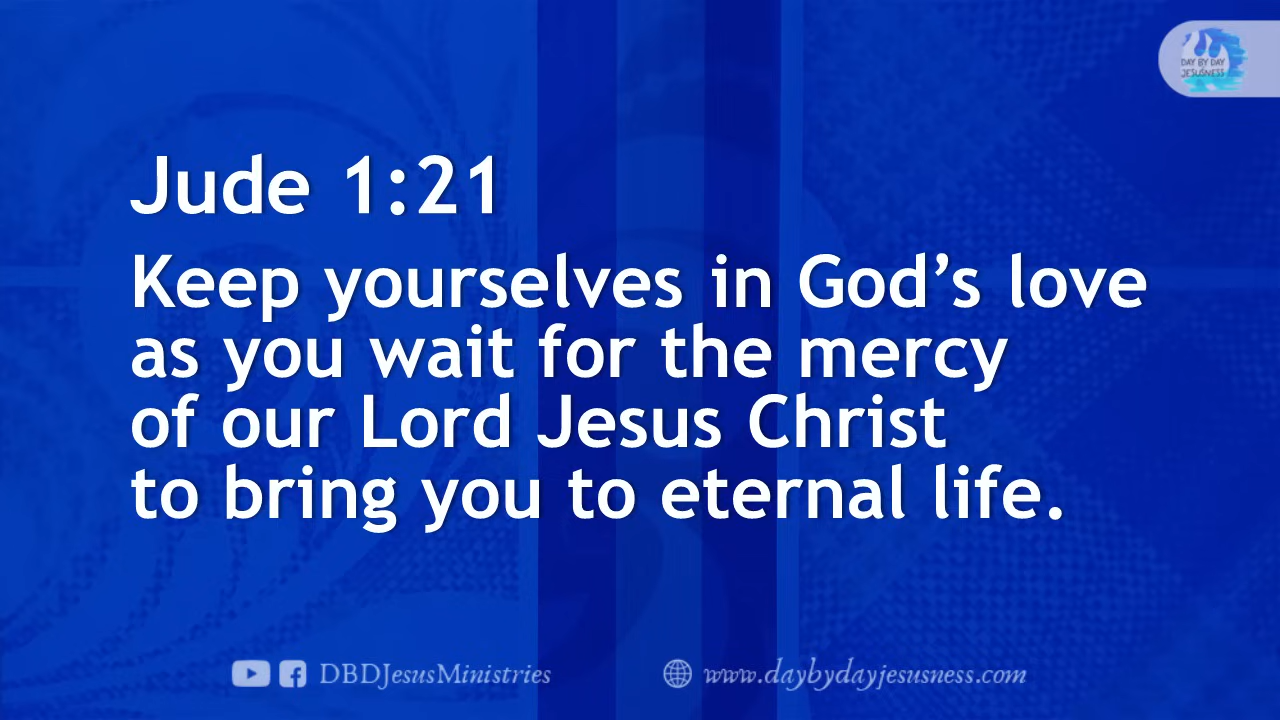 DAY BY DAY
JESUSNESS
Jude 1:21
Keep yourselves in God’s love
as you wait for the mercy
of our Lord Jesus Christ
to bring you to eternal life.
DBDJesusMinistries
www.daybydayjesusness.com